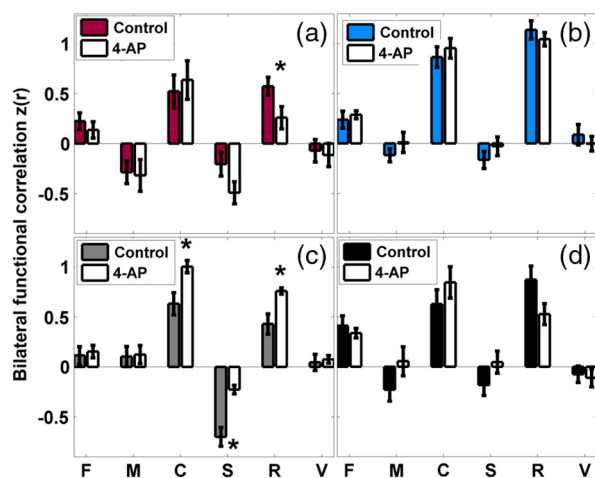 Bilateral functional correlation z(r)
Control
4-AP
(a)
*
1
0.5
0
-0.5
Control
4-AP
(b)
Control
4-AP
(c)
*
*
*
1
0.5
0
-0.5
Control
4-AP
(d)
F M C S R V
F M C S R V